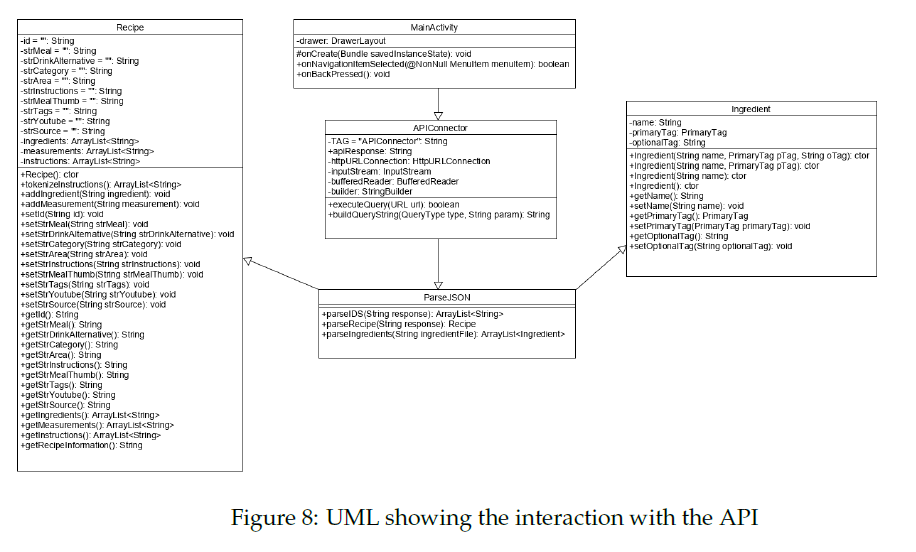 Recipe
-id = "": String
-strMeal = "": String
-strDrinkAlternative = "": String
-strCategory = "": String
-strArea = "": String
-strInstructions = "": String
-strMealThumb = "": String
-strTags = "": String
-strYoutube = "": String
-strSource = "": String
-ingredients: ArrayList<String>
-measurements: ArrayList<String>
-instructions: ArrayList<String>
+Recipe(): ctor
+tokenizeInstructions(): ArrayList<String>
+addIngredient(String ingredient): void
+addMeasurement(String measurement): void
+setId(String id): void
+setStrMeal(String strMeal): void
+setStrDrinkAlternative(String strDrinkAlternative): void
+setStrCategory(String strCategory): void
+setStrArea(String strArea): void
+setStrInstructions(String strInstructions): void
+setStrMealThumb(String strMealThumb): void
+setStrTags(String strTags): void
+setStrYoutube(String strYoutube): void
+setStrSource(String strSource): void
+getId(): String
+getStrMeal(): String
+getStrDrinkAlternative(): String
+getStrCategory(): String
+getStrArea(): String
+getStrInstructions(): String
+getStrMealThumb(): String
+getStrTags(): String
+getStrYoutube(): String
+getStrSource(): String
+getIngredients(): ArrayList<String>
+getMeasurements(): ArrayList<String>
+getInstructions(): ArrayList<String>
+getRecipeInformation(): String
MainActivity
-drawer: DrawerLayout
#onCreate(Bundle savedInstanceState): void
+onNavigationItemSelected(@NonNull MenuItem menuItem): boolean
+onBackPressed(): void
APIConnector
-TAG = "APIConnector": String
+apiResponse: String
-httpURLConnection: HttpURLConnection
-inputStream: InputStream
-bufferedReader: BufferedReader
-builder: StringBuilder
+executeQuery(URL url): boolean
+buildQueryString(QueryType type, String param): String
Ingredient
-name: String
-primaryTag: PrimaryTag
-optionalTag: String
+Ingredient(String name, PrimaryTag pTag, String oTag): ctor
+Ingredient(String name, PrimaryTag pTag): ctor
+Ingredient(String name): ctor
+Ingredient(): ctor
+getName(): String
+setName(String name): void
+getPrimaryTag(): PrimaryTag
+setPrimaryTag(PrimaryTag primaryTag): void
+getOptionalTag(): String
+setOptionalTag(String optionalTag): void
ParseJSON
+parseIDS(String response): ArrayList<String>
+parseRecipe(String response): Recipe
+parseIngredients(String ingredientFile): ArrayList<Ingredient>
Figure 8: UML showing the interaction with the API